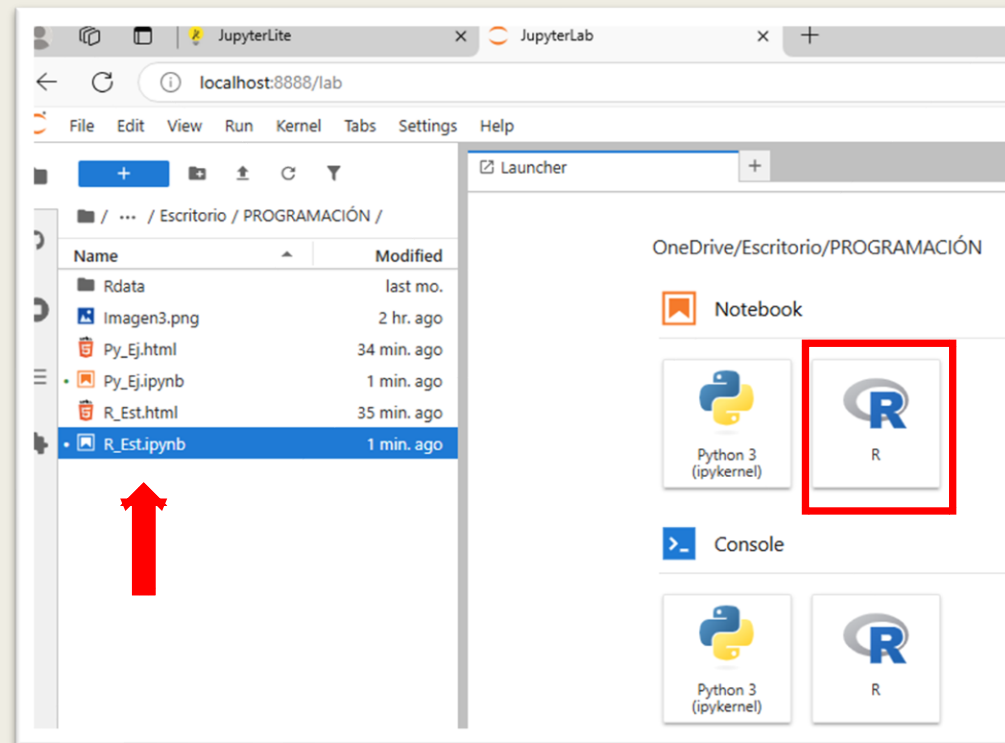 JupyterLite
JupyterLab
localhost:8888/lab
File Edit View Run Kernel Tabs Settings Help
/ ··· / Escritorio / PROGRAMACIÓN /
Name Modified
Rdata last mo.
Imagen3.png 2 hr. ago
Py_Ej.html 34 min. ago
Py_Ej.ipynb 1 min. ago
R_Est.html 35 min. ago
R_Est.ipynb 1 min. ago
Launcher
OneDrive/Escritorio/PROGRAMACIÓN
Notebook
Python 3
(ipykernel)
R
Console
Python 3
(ipykernel)
R